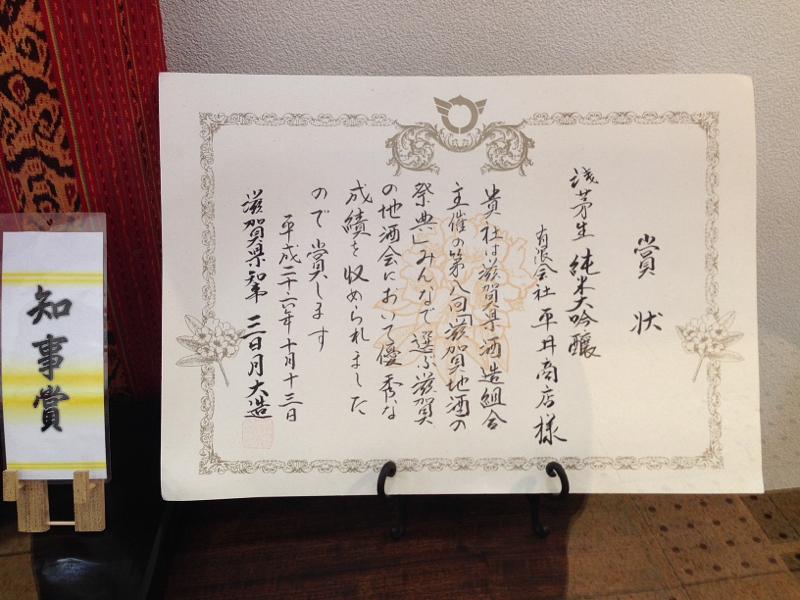 賞状
浅茅生 純米大吟醸
有限会社 平井商店 様
貴社は滋賀県酒造組合
主催の第八回「滋賀地酒の
祭典」みんなで選ぶ滋賀
の地酒会において優秀な
成績を収められました
ので賞します
平成二十六年十月十三日
滋賀県知事 三日月大造
知事賞